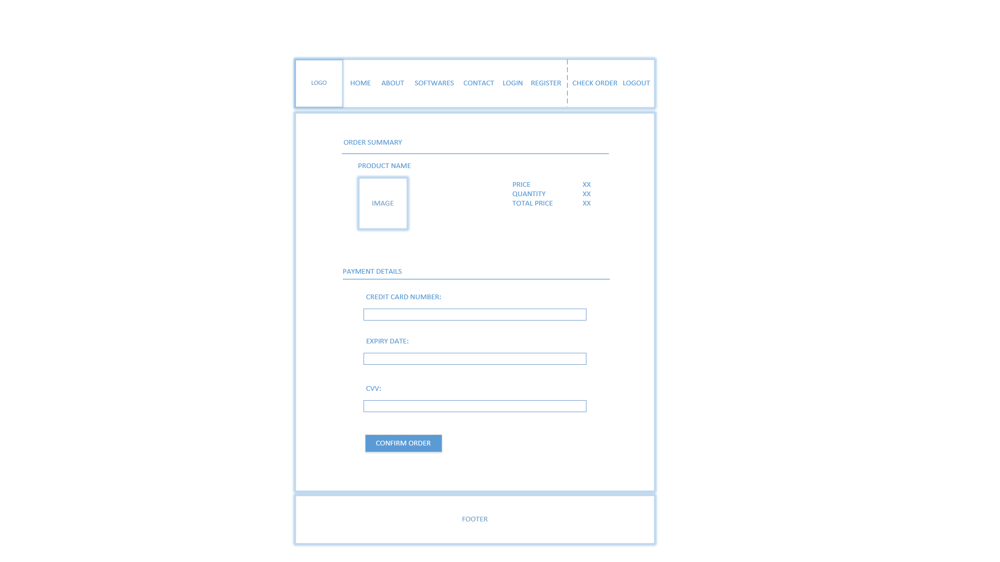 LOGO HOME ABOUT SOFTWARES CONTACT LOGIN REGISTER CHECK ORDER LOGOUT
ORDER SUMMARY
PRODUCT NAME
IMAGE
PRICE XX
QUANTITY XX
TOTAL PRICE XX
PAYMENT DETAILS
CREDIT CARD NUMBER:
EXPIRY DATE:
CVV:
CONFIRM ORDER
FOOTER